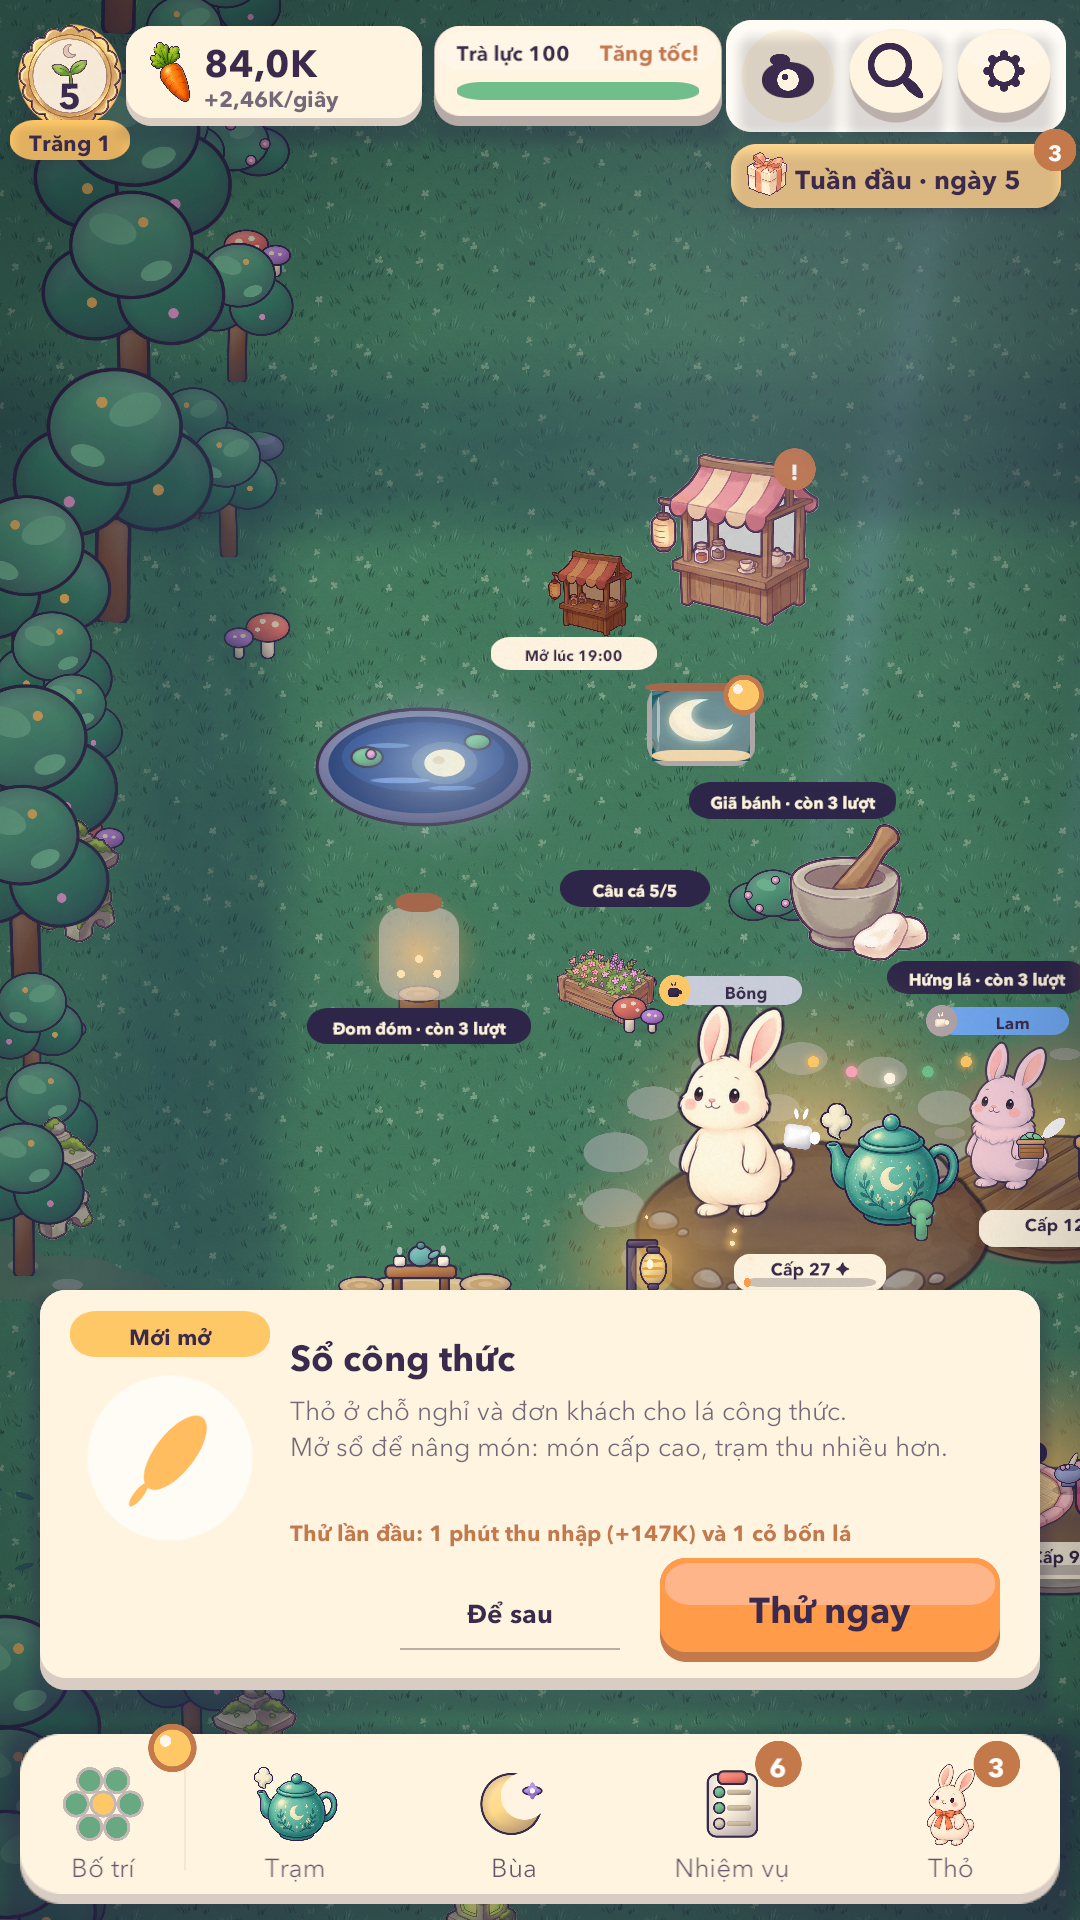 84,0K
+2,46K/giây
Trà lực 100
Tăng tốc!
5
Trăng 1
3
Tuần đầu · ngày 5
!
Mở lúc 19:00
Giã bánh · còn 3 lượt
Câu cá 5/5
Hứng lá · còn 3 lượt
Bông
Lam
Đom đóm · còn 3 lượt
Cấp 12
Cấp 27
Mới mở
Sổ công thức
Thỏ ở chỗ nghỉ và đơn khách cho lá công thức.
Mở sổ để nâng món: món cấp cao, trạm thu nhiều hơn.
Thử lần đầu: 1 phút thu nhập (+147K) và 1 cỏ bốn lá
Cấp 9
Để sau
Thử ngay
6
3
Bố trí
Trạm
Bùa
Nhiệm vụ
Thỏ